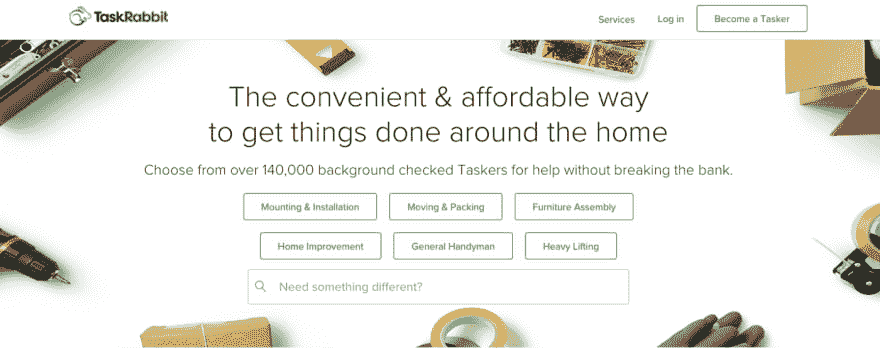 TaskRabbit
Services Log in Become a Tasker
The convenient & affordable way
to get things done around the home
Choose from over 140,000 background checked Taskers for help without breaking the bank.
Mounting & Installation Moving & Packing Furniture Assembly
Home Improvement General Handyman Heavy Lifting
Need something different?